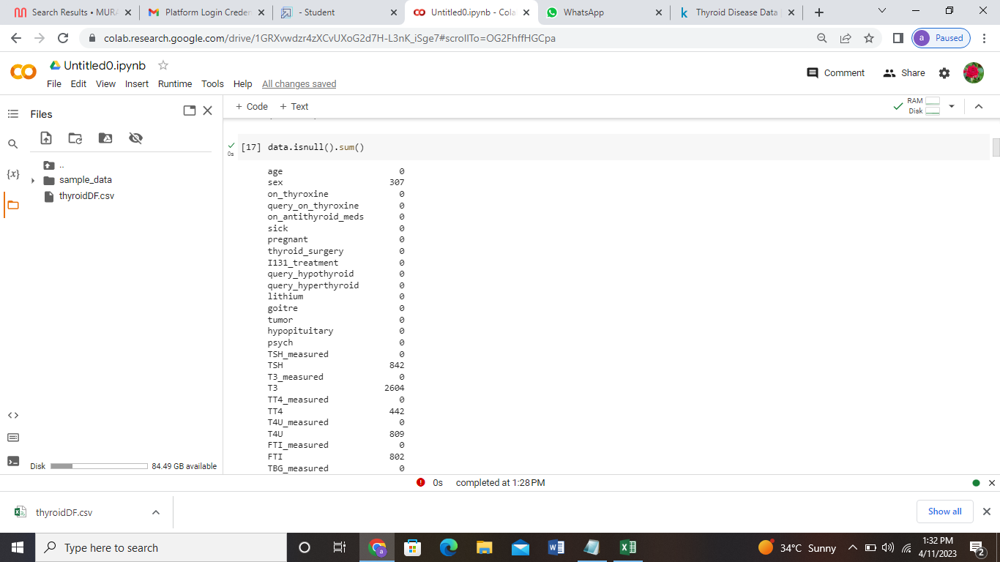 Search Results • MURA
Platform Login Creden
- Student
Untitled0.ipynb - Cola
WhatsApp
Thyroid Disease Data
colab.research.google.com/drive/1GRXvwdzr4zXCvUXoG2d7H-L3nK_iSge7#scrollTo=OG2FhffHGCpa
a Paused
Untitled0.ipynb
File Edit View Insert Runtime Tools Help All changes saved
Comment Share
Files
+ Code + Text
RAM
Disk
{x}
..
sample_data
thyroidDF.csv
0s
[17] data.isnull().sum()
age 0
sex 307
on_thyroxine 0
query_on_thyroxine 0
on_antithyroid_meds 0
sick 0
pregnant 0
thyroid_surgery 0
I131_treatment 0
query_hypothyroid 0
query_hyperthyroid 0
lithium 0
goitre 0
tumor 0
hypopituitary 0
psych 0
TSH_measured 0
TSH 842
T3_measured 0
T3 2604
TT4_measured 0
TT4 442
T4U_measured 0
T4U 809
FTI_measured 0
FTI 802
TBG_measured 0
Disk 84.49 GB available
0s completed at 1:28 PM
thyroidDF.csv
Show all
Type here to search
34°C Sunny
1:32 PM
4/11/2023
2